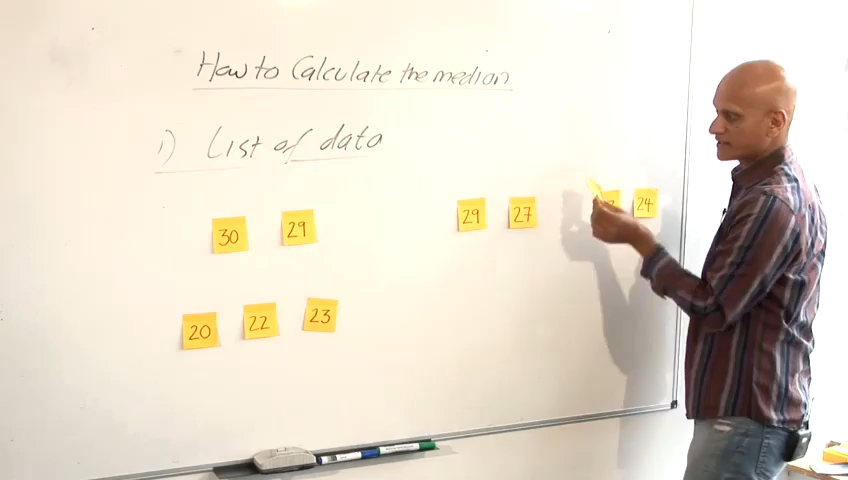 How to Calculate the median
1) List of data
30 29 29 27 24
20 22 23